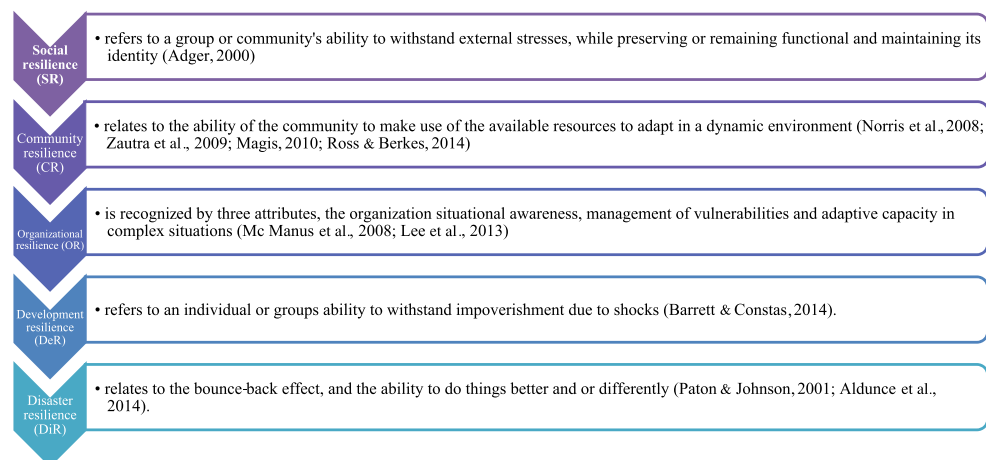 Social
resilience
(SR)
• refers to a group or community's ability to withstand external stresses, while preserving or remaining functional and maintaining its
identity (Adger, 2000)
Community
resilience
(CR)
• relates to the ability of the community to make use of the available resources to adapt in a dynamic environment (Norris et al., 2008;
Zautra et al., 2009; Magis, 2010; Ross & Berkes, 2014)
Organizational
resilience (OR)
• is recognized by three attributes, the organization situational awareness, management of vulnerabilities and adaptive capacity in
complex situations (Mc Manus et al., 2008; Lee et al., 2013)
Development
resilience
(DeR)
• refers to an individual or groups ability to withstand impoverishment due to shocks (Barrett & Constas, 2014).
Disaster
resilience
(DiR)
• relates to the bounce-back effect, and the ability to do things better and or differently (Paton & Johnson, 2001; Aldunce et al.,
2014).